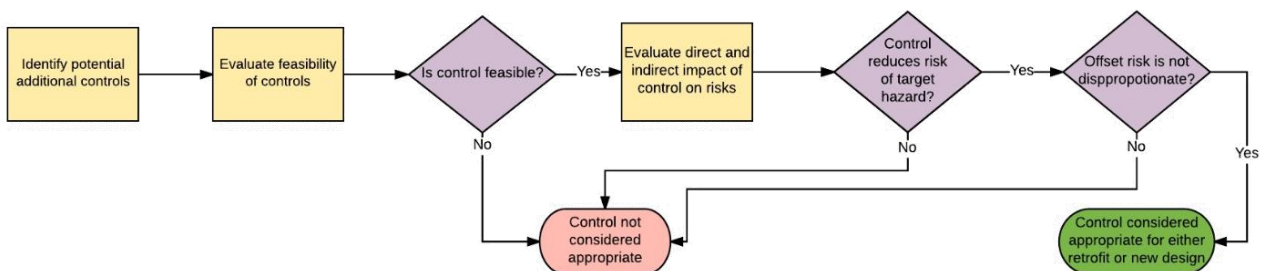 Identify potential
additional controls
Evaluate feasibility
of controls
Is control feasible?
Yes
Evaluate direct and
indirect impact of
control on risks
Control
reduces risk
of target
hazard?
Yes
Offset risk is not
disppropotionate?
No
No
No
Yes
Control not
considered
appropriate
Control considered
appropriate for either
retrofit or new design